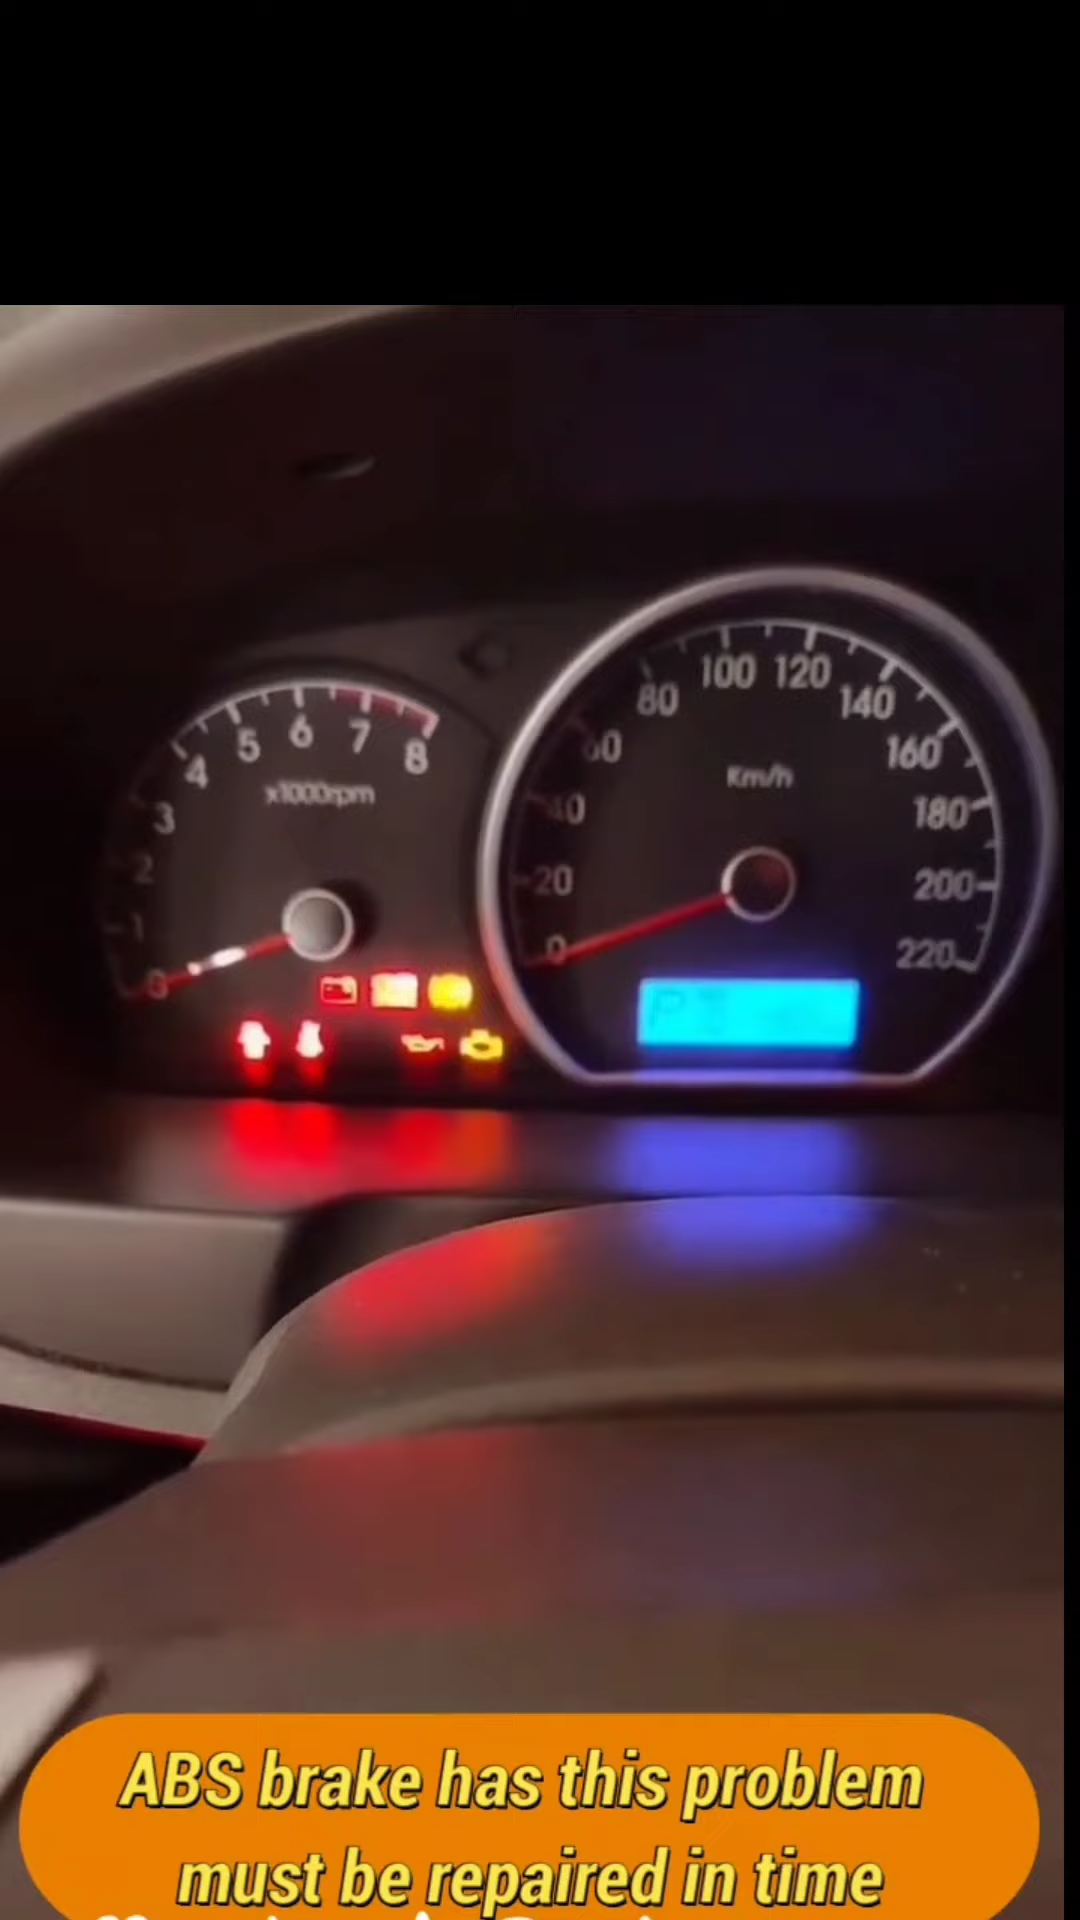 100 120
80 140
60 160
40 180
20 200
0 220
Km/h
5 6 7 8
4
3
2
1
0
x1000rpm
P
ABS brake has this problem
must be repaired in time